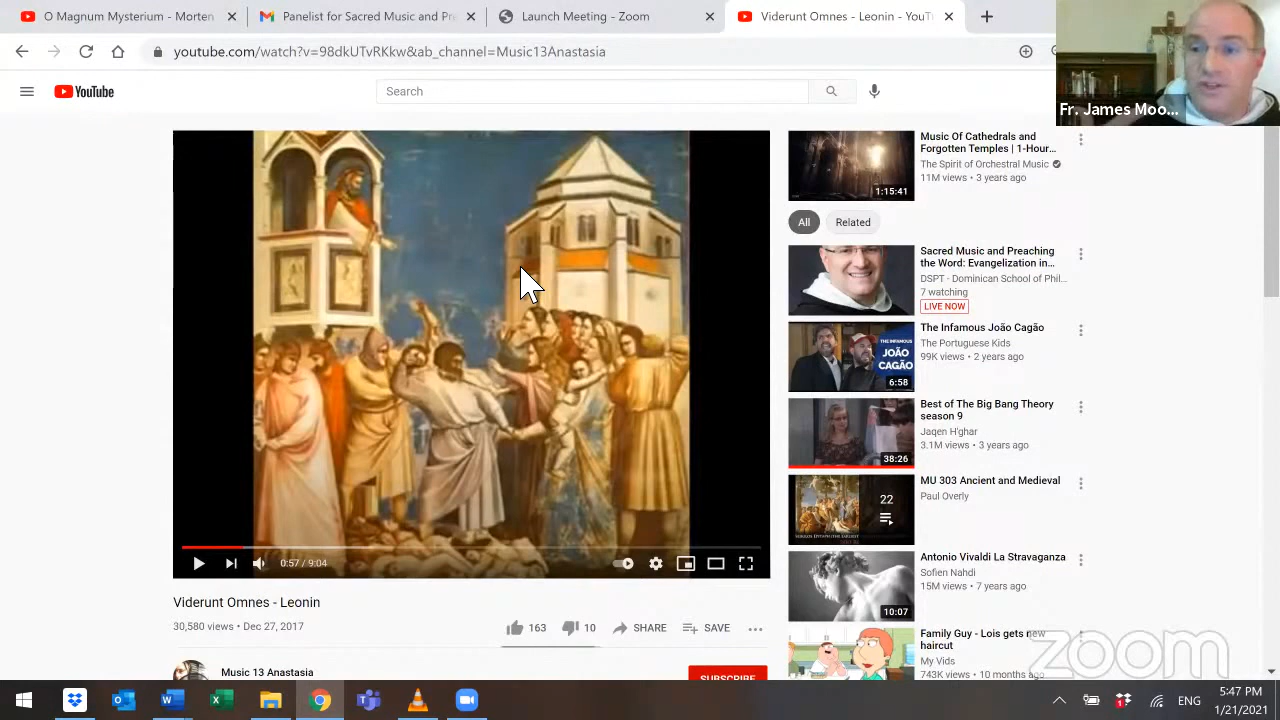 O Magnum Mysterium - Morten
Panelist for Sacred Music and Pr
Launch Meeting - Zoom
Viderunt Omnes - Leonin - YouT
youtube.com/watch?v=98dkUTvRKkw&ab_channel=Music13Anastasia
Fr. James Moo...
YouTube
Search
Music Of Cathedrals and
Forgotten Temples | 1-Hour...
The Spirit of Orchestral Music
11M views • 3 years ago
1:15:41
All
Related
Sacred Music and Preaching
the Word: Evangelization in...
DSPT - Dominican School of Phil...
7 watching
LIVE NOW
The Infamous João Cagão
The Portuguese Kids
99K views • 2 years ago
THE INFAMOUS
JOÃO
CAGÃO
6:58
Best of The Big Bang Theory
season 9
Jaqen H'ghar
3.1M views • 3 years ago
38:26
MU 303 Ancient and Medieval
Paul Overly
22
Antonio Vivaldi La Stravaganza
Sofien Nahdi
15M views • 7 years ago
10:07
Family Guy - Lois gets new
haircut
My Vids
743K views • 10 months ago
0:57 / 9:04
Viderunt Omnes - Leonin
30,580 views • Dec 27, 2017
163
10
SHARE
SAVE
Music 13 Anastasia
SUBSCRIBE
zoom
ENG
5:47 PM
1/21/2021